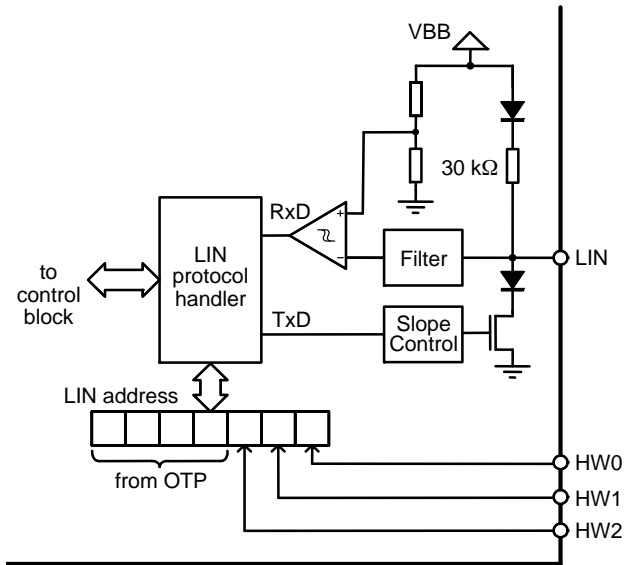 VBB
30 kΩ
RxD
+
−
LIN
protocol
handler
Filter
LIN
to
control
block
TxD
Slope
Control
LIN address
from OTP
HW0
HW1
HW2